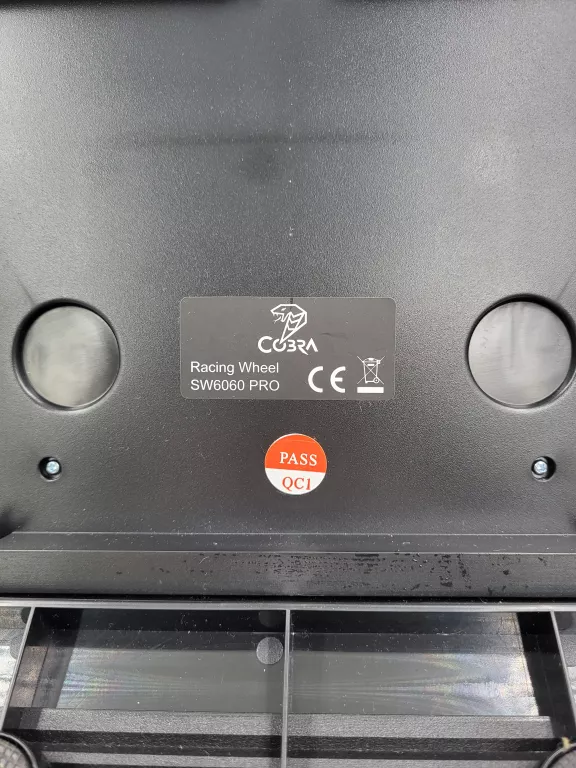 COBRA
Racing Wheel
SW6060 PRO
CE
PASS
QC1